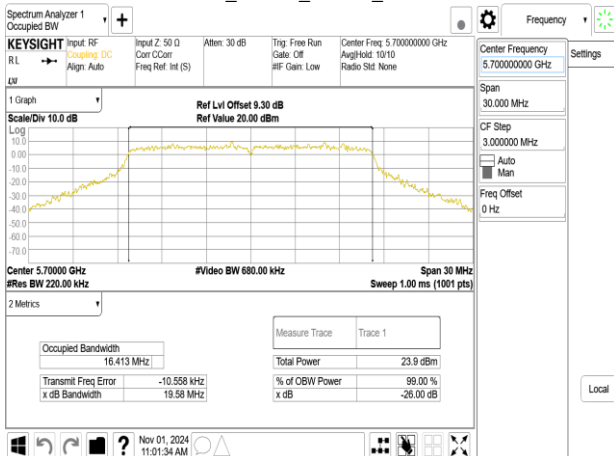 Spectrum Analyzer 1
Occupied BW
+
Frequency
KEYSIGHT
RL
Input: RF
Coupling: DC
Align: Auto
Input Z: 50 Ω
Corr CCorr
Freq Ref: Int (S)
Atten: 30 dB
Trig: Free Run
Gate: Off
#IF Gain: Low
Center Freq: 5.700000000 GHz
Avg|Hold: 10/10
Radio Std: None
Center Frequency
5.700000000 GHz
Settings
Span
30.000 MHz
CF Step
3.000000 MHz
Auto
Man
Freq Offset
0 Hz
Local
1 Graph
Scale/Div 10.0 dB
Ref Lvl Offset 9.30 dB
Ref Value 20.00 dBm
Log
10.0
0.00
-10.0
-20.0
-30.0
-40.0
-50.0
-60.0
-70.0
Center 5.70000 GHz
#Video BW 680.00 kHz
Span 30 MHz
#Res BW 220.00 kHz
Sweep 1.00 ms (1001 pts)
2 Metrics
Measure Trace
Trace 1
Occupied Bandwidth
16.413 MHz
Total Power
23.9 dBm
Transmit Freq Error
-10.558 kHz
% of OBW Power
99.00 %
x dB Bandwidth
19.58 MHz
x dB
-26.00 dB
?
Nov 01, 2024
11:01:34 AM